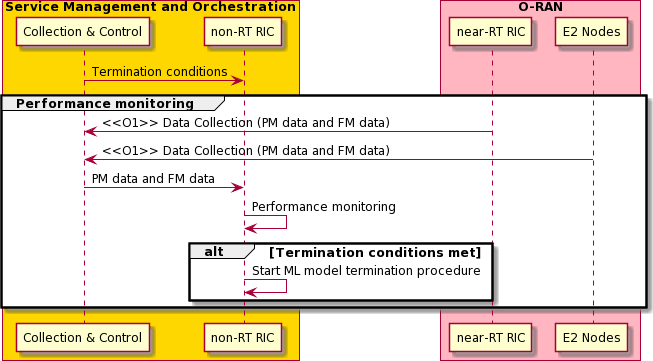 Service Management and Orchestration
O-RAN
Collection & Control
non-RT RIC
near-RT RIC
E2 Nodes
Termination conditions
Performance monitoring
<<O1>> Data Collection (PM data and FM data)
<<O1>> Data Collection (PM data and FM data)
PM data and FM data
Performance monitoring
alt
[Termination conditions met]
Start ML model termination procedure
Collection & Control
non-RT RIC
near-RT RIC
E2 Nodes